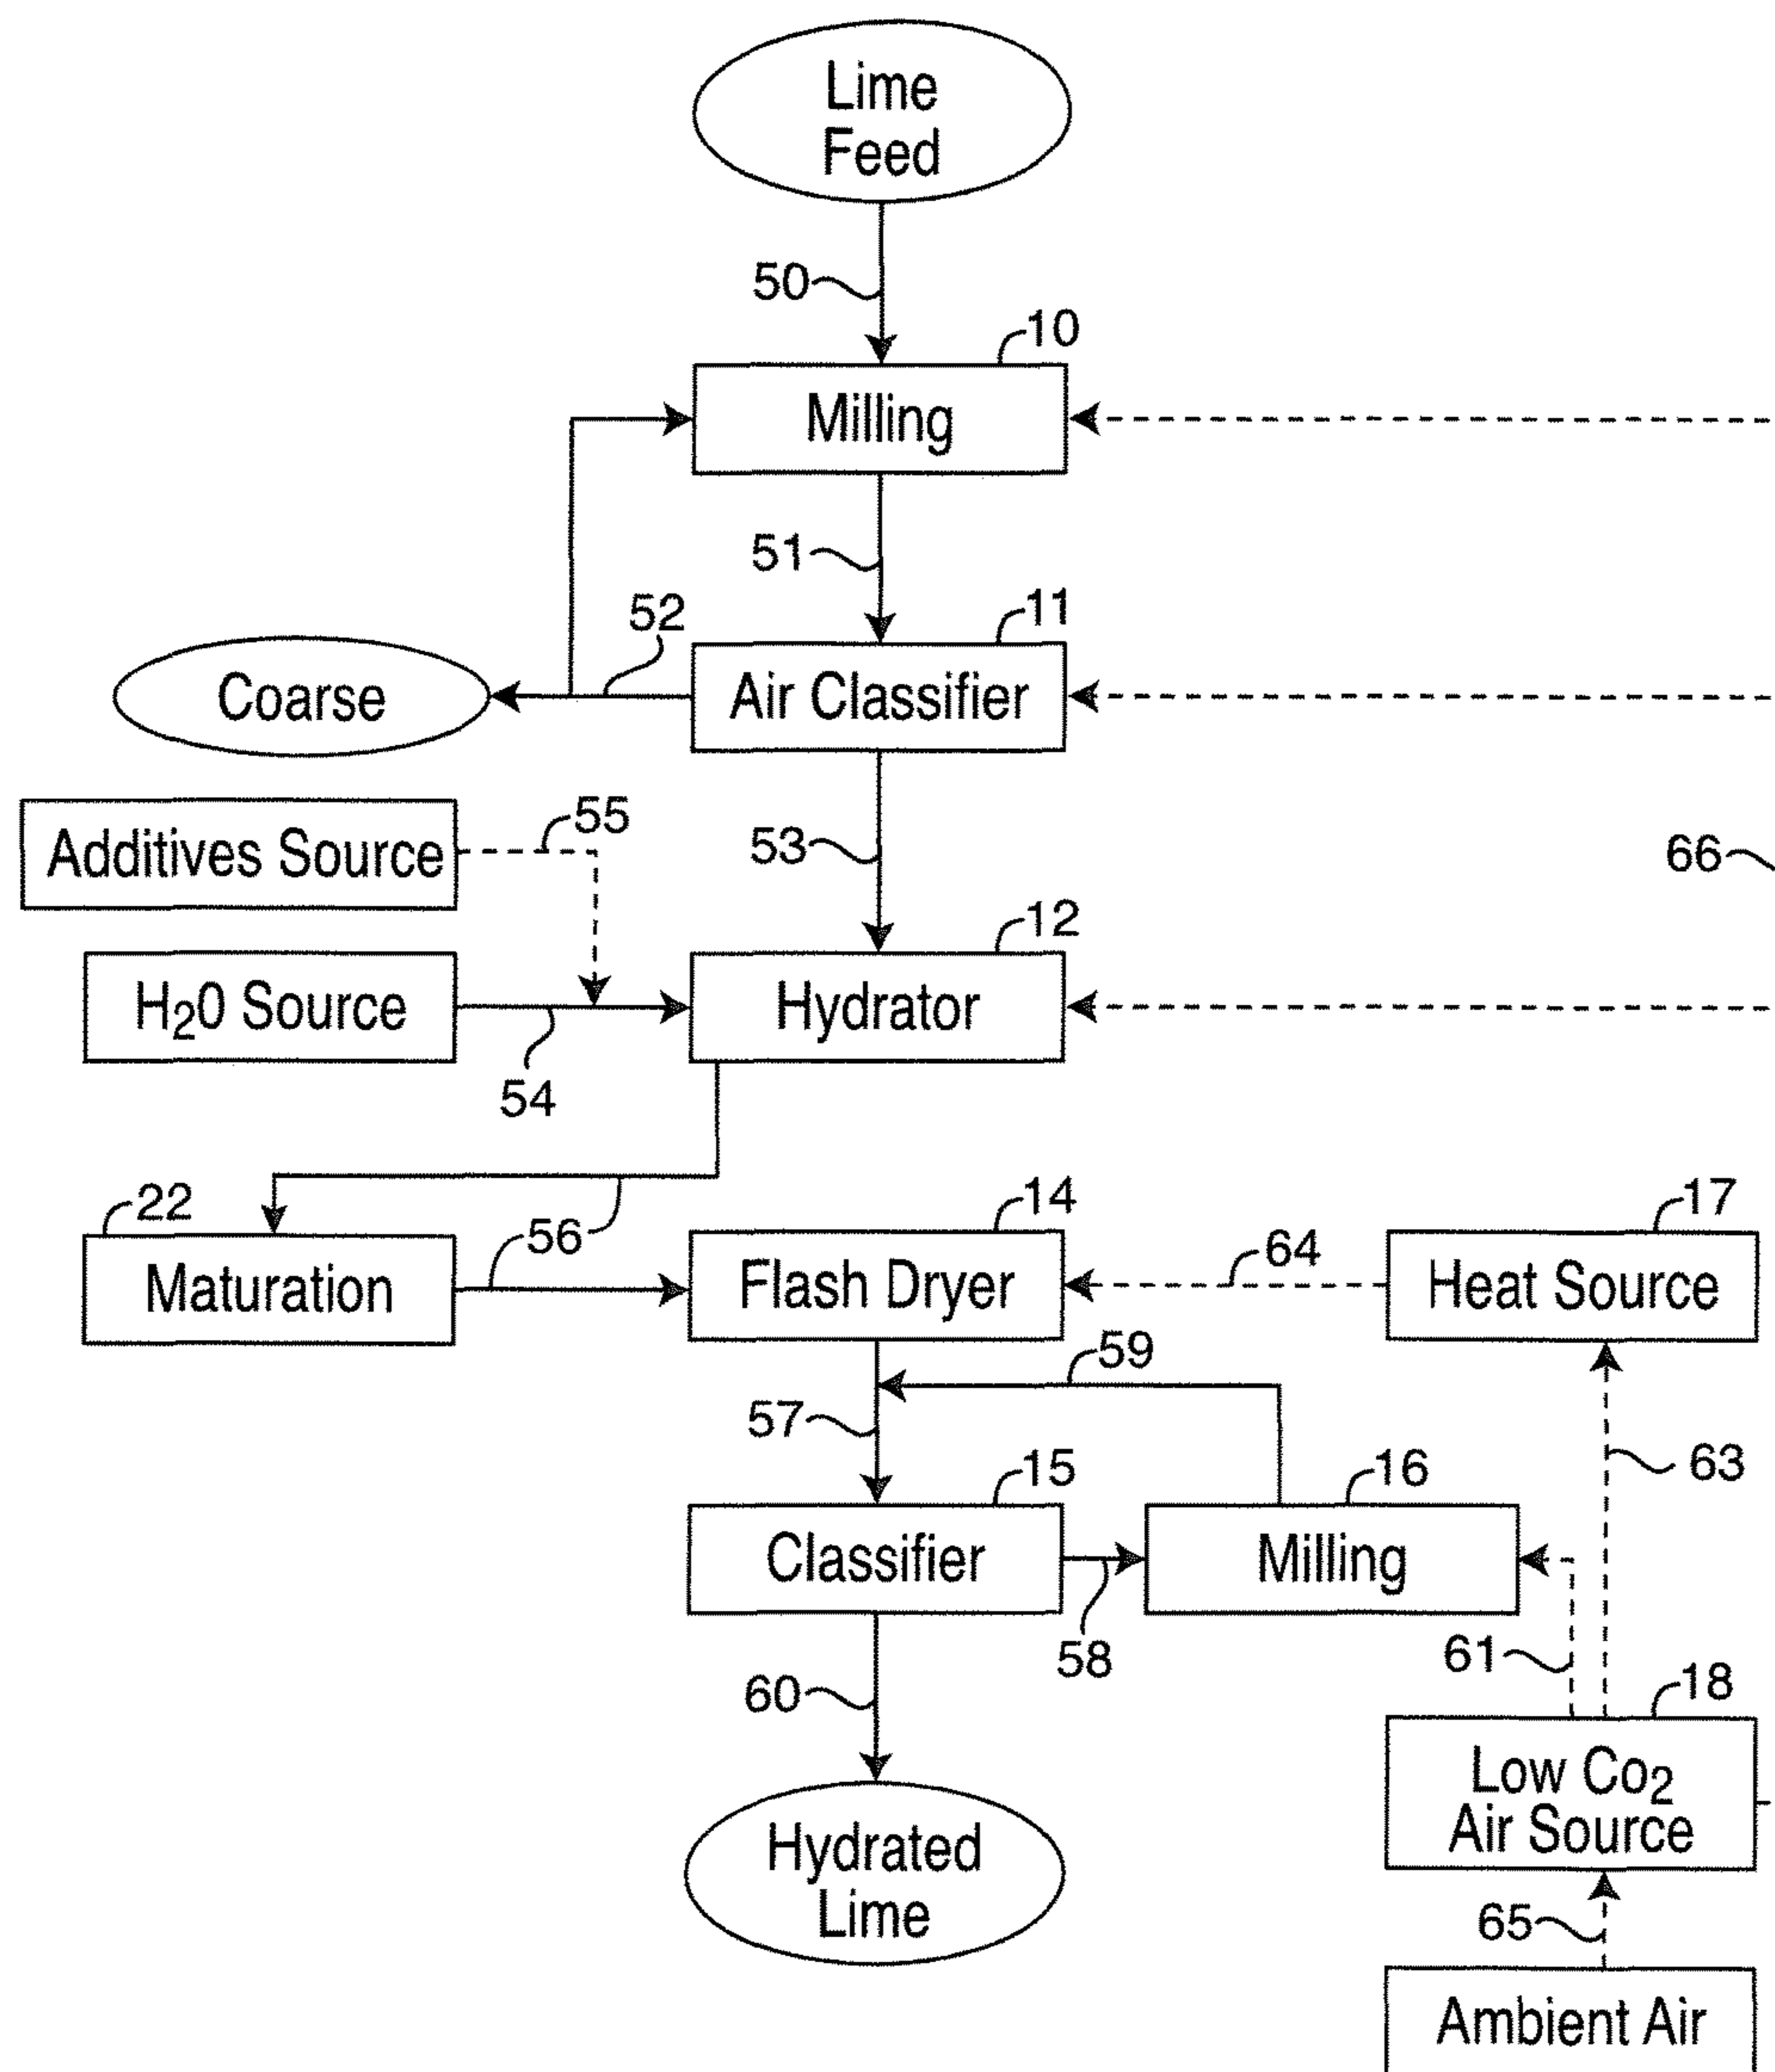 Lime
Feed
50
10
Milling
51
52
11
Coarse
Air Classifier
Additives Source
55
53
66
12
H20 Source
Hydrator
54
22
56
14
17
Maturation
Flash Dryer
64
Heat Source
59
57
15
16
63
Classifier
58
Milling
61
60
18
Low Co2
Air Source
Hydrated
Lime
65
Ambient Air